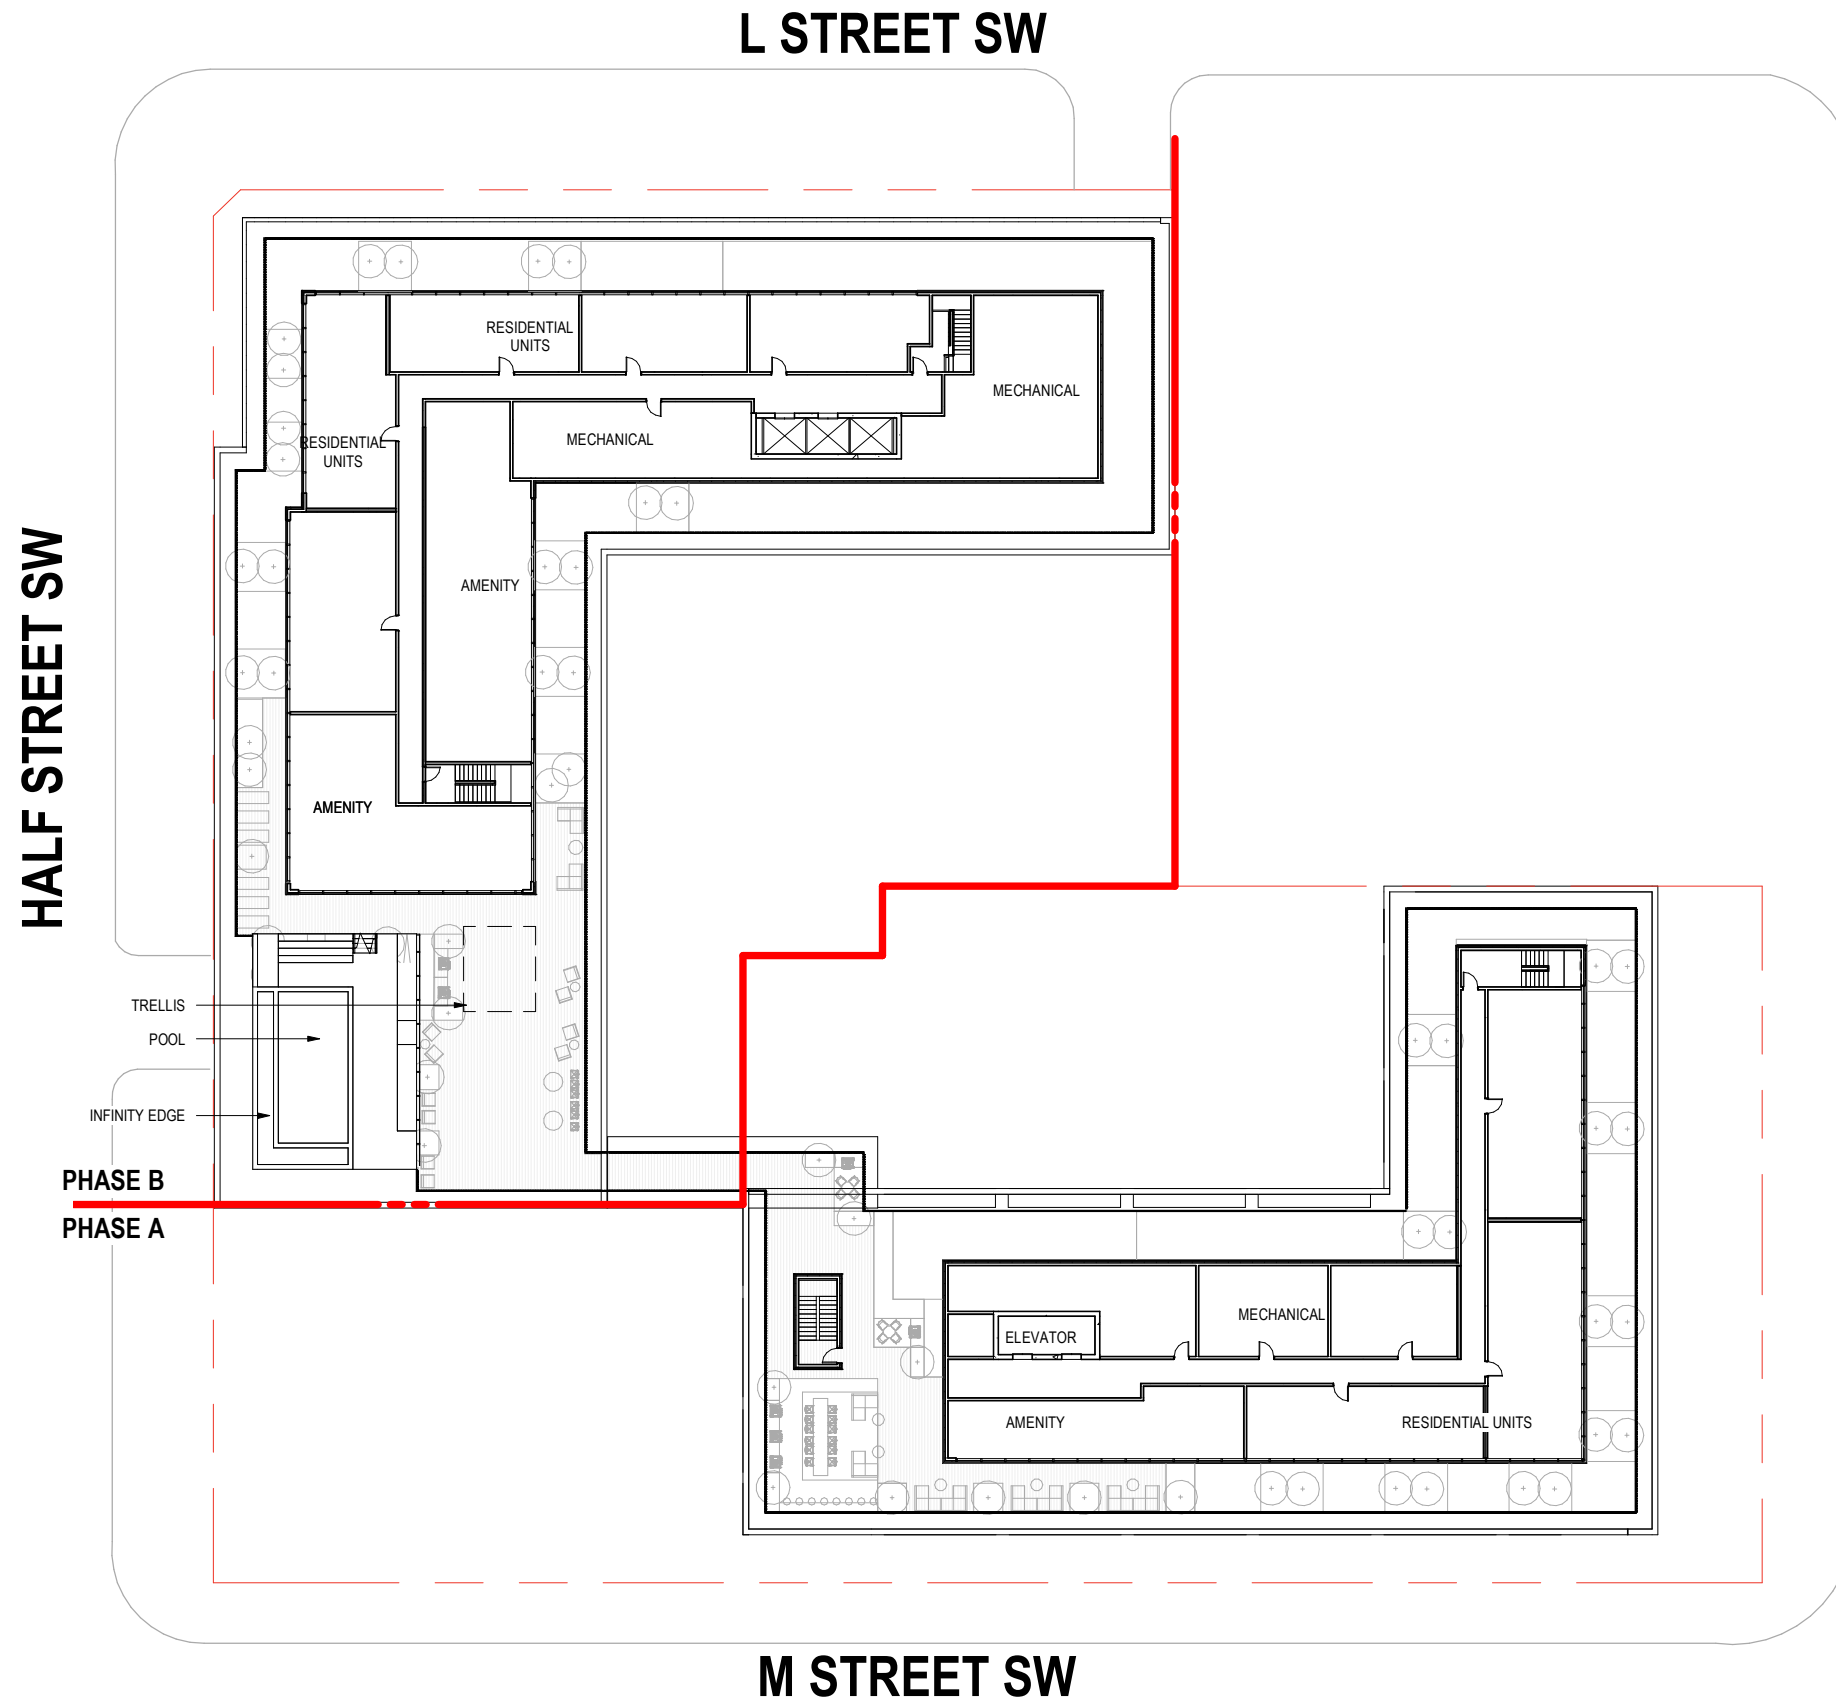 L STREET SW
RESIDENTIAL
UNITS
MECHANICAL
MECHANICAL
RESIDENTIAL
UNITS
HALF STREET SW
AMENITY
AMENITY
TRELLIS
POOL
INFINITY EDGE
PHASE B
PHASE A
MECHANICAL
ELEVATOR
AMENITY
RESIDENTIAL UNITS
M STREET SW